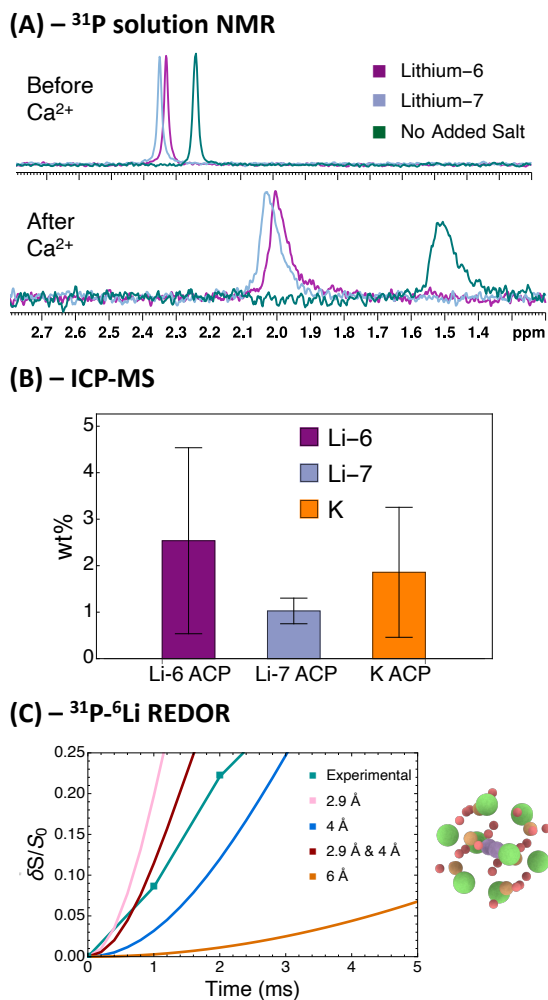 (A) – ³¹P solution NMR
Before
Ca²⁺
Lithium–6
Lithium–7
No Added Salt
After
Ca²⁺
2.7 2.6 2.5 2.4 2.3 2.2 2.1 2.0 1.9 1.8 1.7 1.6 1.5 1.4 ppm
(B) – ICP-MS
wt%
5
4
3
2
1
0
Li–6
Li–7
K
Li-6 ACP Li-7 ACP K ACP
(C) – ³¹P-⁶Li REDOR
δS/S₀
0.25
0.20
0.15
0.10
0.05
0.00
Experimental
2.9 Å
4 Å
2.9 Å & 4 Å
6 Å
0 1 2 3 4 5
Time (ms)